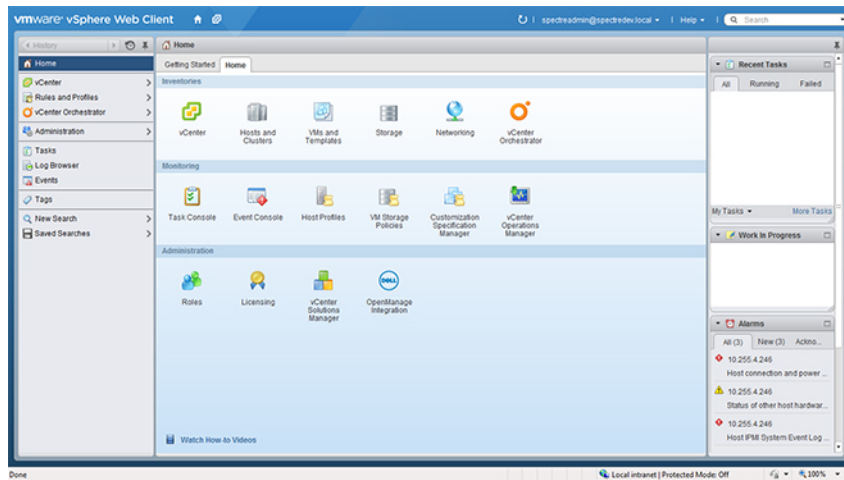 vmware® vSphere Web Client
spectreadmin@spectredev.local
Help
Search
History
Home
vCenter
Rules and Profiles
vCenter Orchestrator
Administration
Tasks
Log Browser
Events
Tags
New Search
Saved Searches
Home
Getting Started Home
Inventories
vCenter
Hosts and
Clusters
VMs and
Templates
Storage
Networking
vCenter
Orchestrator
Monitoring
Task Console
Event Console
Host Profiles
VM Storage
Policies
Customization
Specification
Manager
vCenter
Operations
Manager
Administration
Roles
Licensing
vCenter
Solutions
Manager
DELL
OpenManage
Integration
Watch How-to Videos
Recent Tasks
All Running Failed
My Tasks More Tasks
Work In Progress
Alarms
All (3) New (3) Ackno...
10.255.4.246
Host connection and power ...
10.255.4.246
Status of other host hardwar...
10.255.4.246
Host IPMI System Event Log ...
Done
Local intranet | Protected Mode: Off
100%